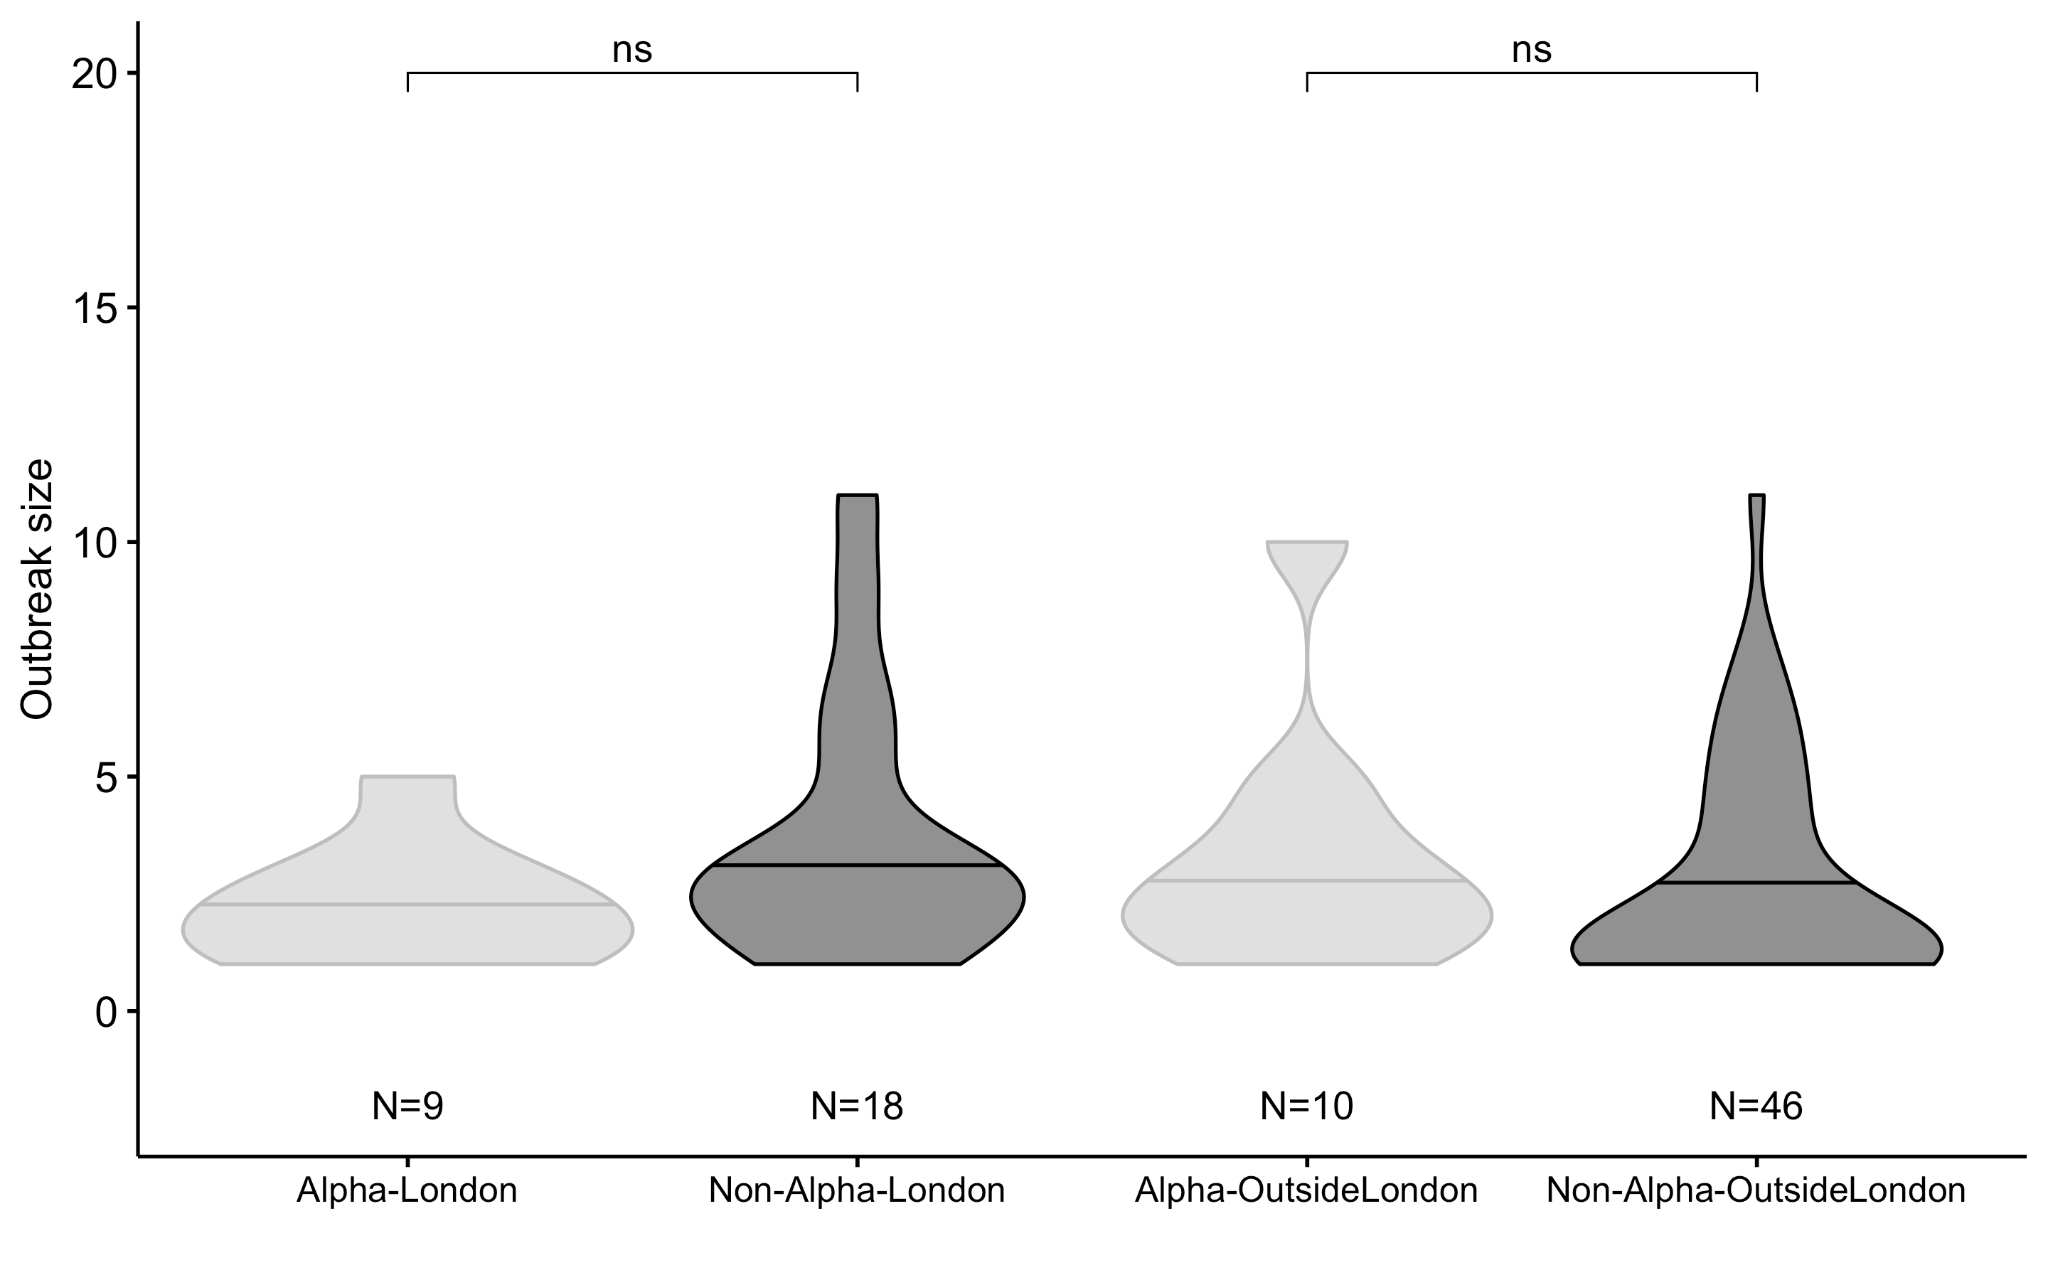 ns ns
20
15
10
5
0
Outbreak size
N=9 N=18 N=10 N=46
Alpha-London Non-Alpha-London Alpha-OutsideLondon Non-Alpha-OutsideLondon